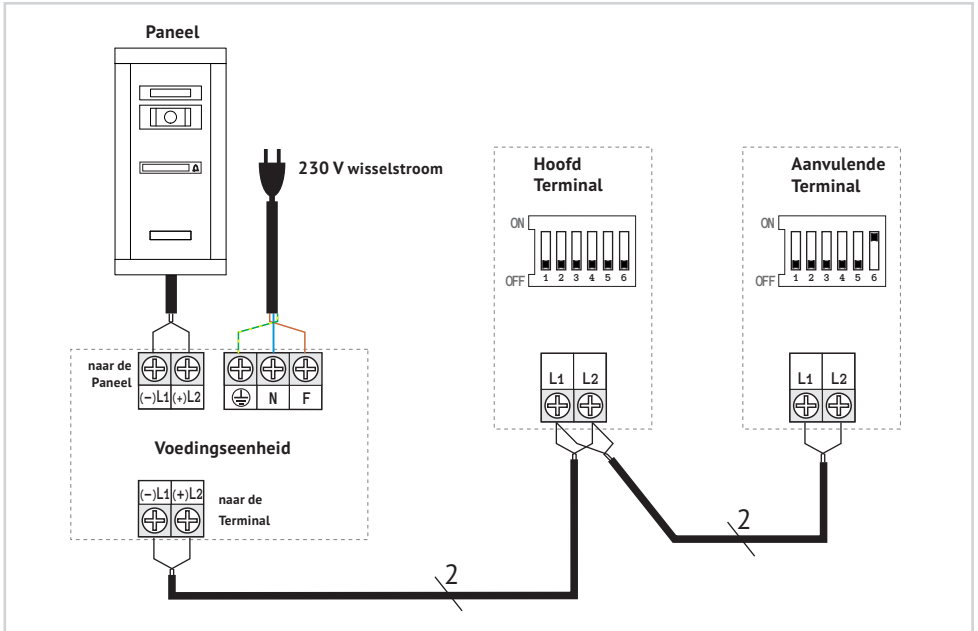 Paneel
230 V wisselstroom
Hoofd
Terminal
ON
OFF
1 2 3 4 5 6
L1 L2
Aanvulende
Terminal
ON
OFF
1 2 3 4 5 6
L1 L2
naar de
Paneel
(-)L1 (+)L2
N F
Voedingseenheid
(-)L1 (+)L2
naar de
Terminal
2
2